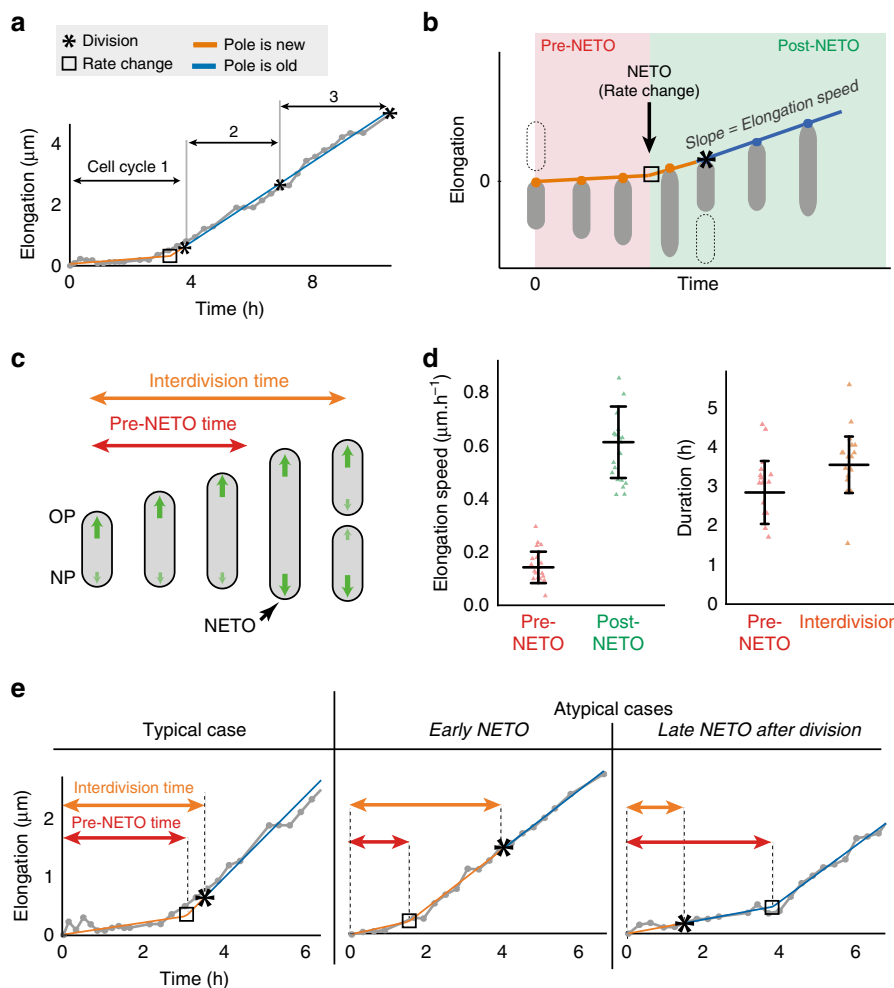 a
Division
Pole is new
Rate change
Pole is old
Elongation (μm)
4
2
0
Cell cycle 1
2
3
0
4
8
Time (h)
b
Pre-NETO
Post-NETO
NETO
(Rate change)
Slope = Elongation speed
Elongation
0
0
Time
c
Interdivision time
Pre-NETO time
OP
NP
NETO
d
Elongation speed (μm.h⁻¹)
0.8
0.6
0.4
0.2
0.0
Pre-
NETO
Post-
NETO
Duration (h)
5
4
3
2
1
0
Pre-
NETO
Interdivision
e
Atypical cases
Typical case
Early NETO
Late NETO after division
Elongation (μm)
2
1
0
Interdivision time
Pre-NETO time
0
2
4
6
Time (h)
0
2
4
6
0
2
4
6